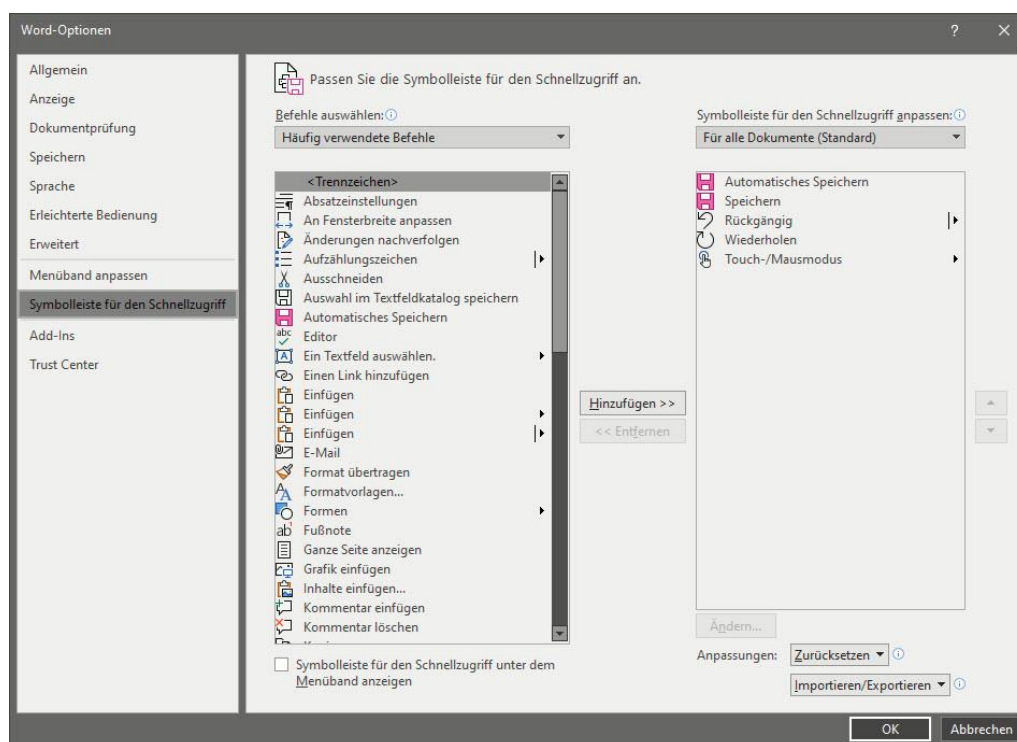 Word-Optionen
?
Allgemein
Anzeige
Dokumentprüfung
Speichern
Sprache
Erleichterte Bedienung
Erweitert
Menüband anpassen
Symbolleiste für den Schnellzugriff
Add-Ins
Trust Center
Passen Sie die Symbolleiste für den Schnellzugriff an.
Befehle auswählen:
Häufig verwendete Befehle
<Trennzeichen>
Absatzeinstellungen
An Fensterbreite anpassen
Änderungen nachverfolgen
Aufzählungszeichen
Ausschneiden
Auswahl im Textfeldkatalog speichern
Automatisches Speichern
Editor
Ein Textfeld auswählen.
Einen Link hinzufügen
Einfügen
Einfügen
Einfügen
E-Mail
Format übertragen
Formatvorlagen...
Formen
Fußnote
Ganze Seite anzeigen
Grafik einfügen
Inhalte einfügen...
Kommentar einfügen
Kommentar löschen
Symbolleiste für den Schnellzugriff unter dem
Menüband anzeigen
Hinzufügen >>
<< Entfernen
Symbolleiste für den Schnellzugriff anpassen:
Für alle Dokumente (Standard)
Automatisches Speichern
Speichern
Rückgängig
Wiederholen
Touch-/Mausmodus
Ändern...
Anpassungen:
Zurücksetzen
Importieren/Exportieren
OK
Abbrechen